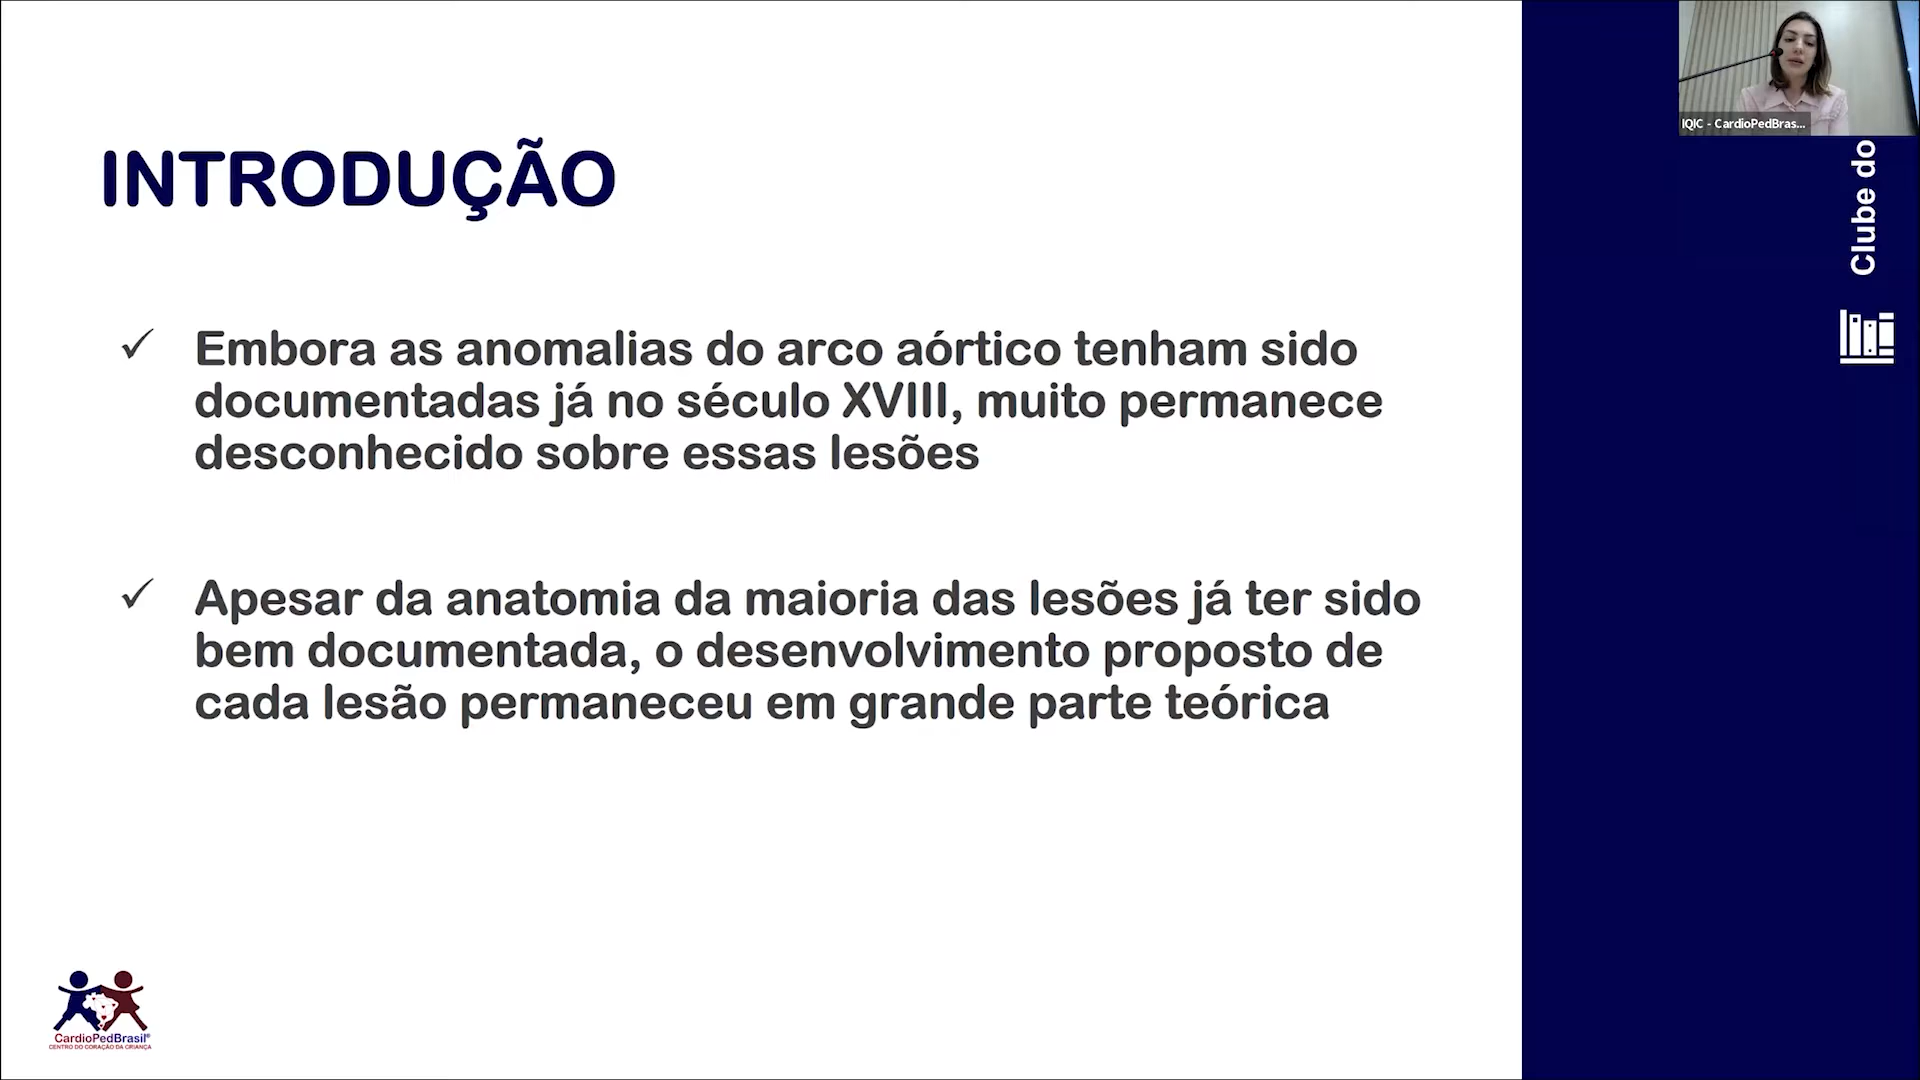 INTRODUÇÃO
✓ Embora as anomalias do arco aórtico tenham sido
documentadas já no século XVIII, muito permanece
desconhecido sobre essas lesões
✓ Apesar da anatomia da maioria das lesões já ter sido
bem documentada, o desenvolvimento proposto de
cada lesão permaneceu em grande parte teórica
IQIC - CardioPedBras...
Clube do
CardioPedBrasil®
CENTRO DO CORAÇÃO DA CRIANÇA